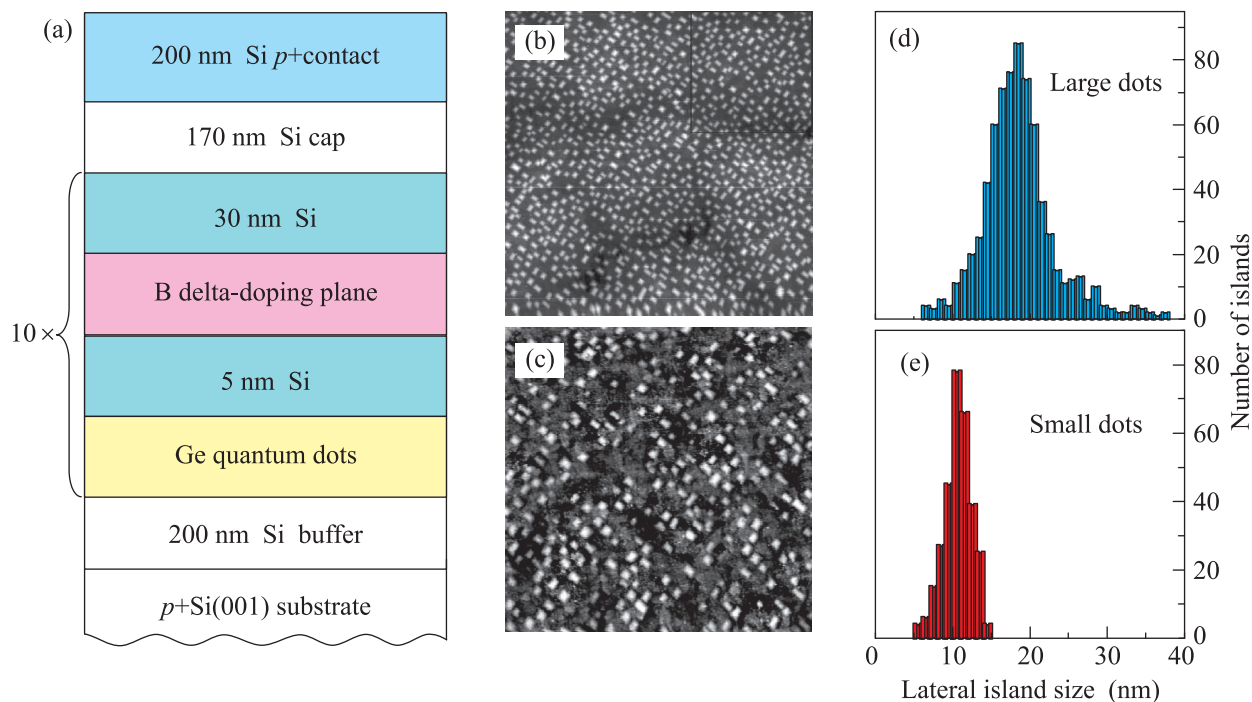 (a)
200 nm Si p+contact
170 nm Si cap
30 nm Si
B delta-doping plane
10 ×
5 nm Si
Ge quantum dots
200 nm Si buffer
p+Si(001) substrate
(b)
(c)
(d)
Large dots
80
60
40
20
0
(e)
Small dots
80
60
40
20
0
Number of islands
0 10 20 30 40
Lateral island size (nm)